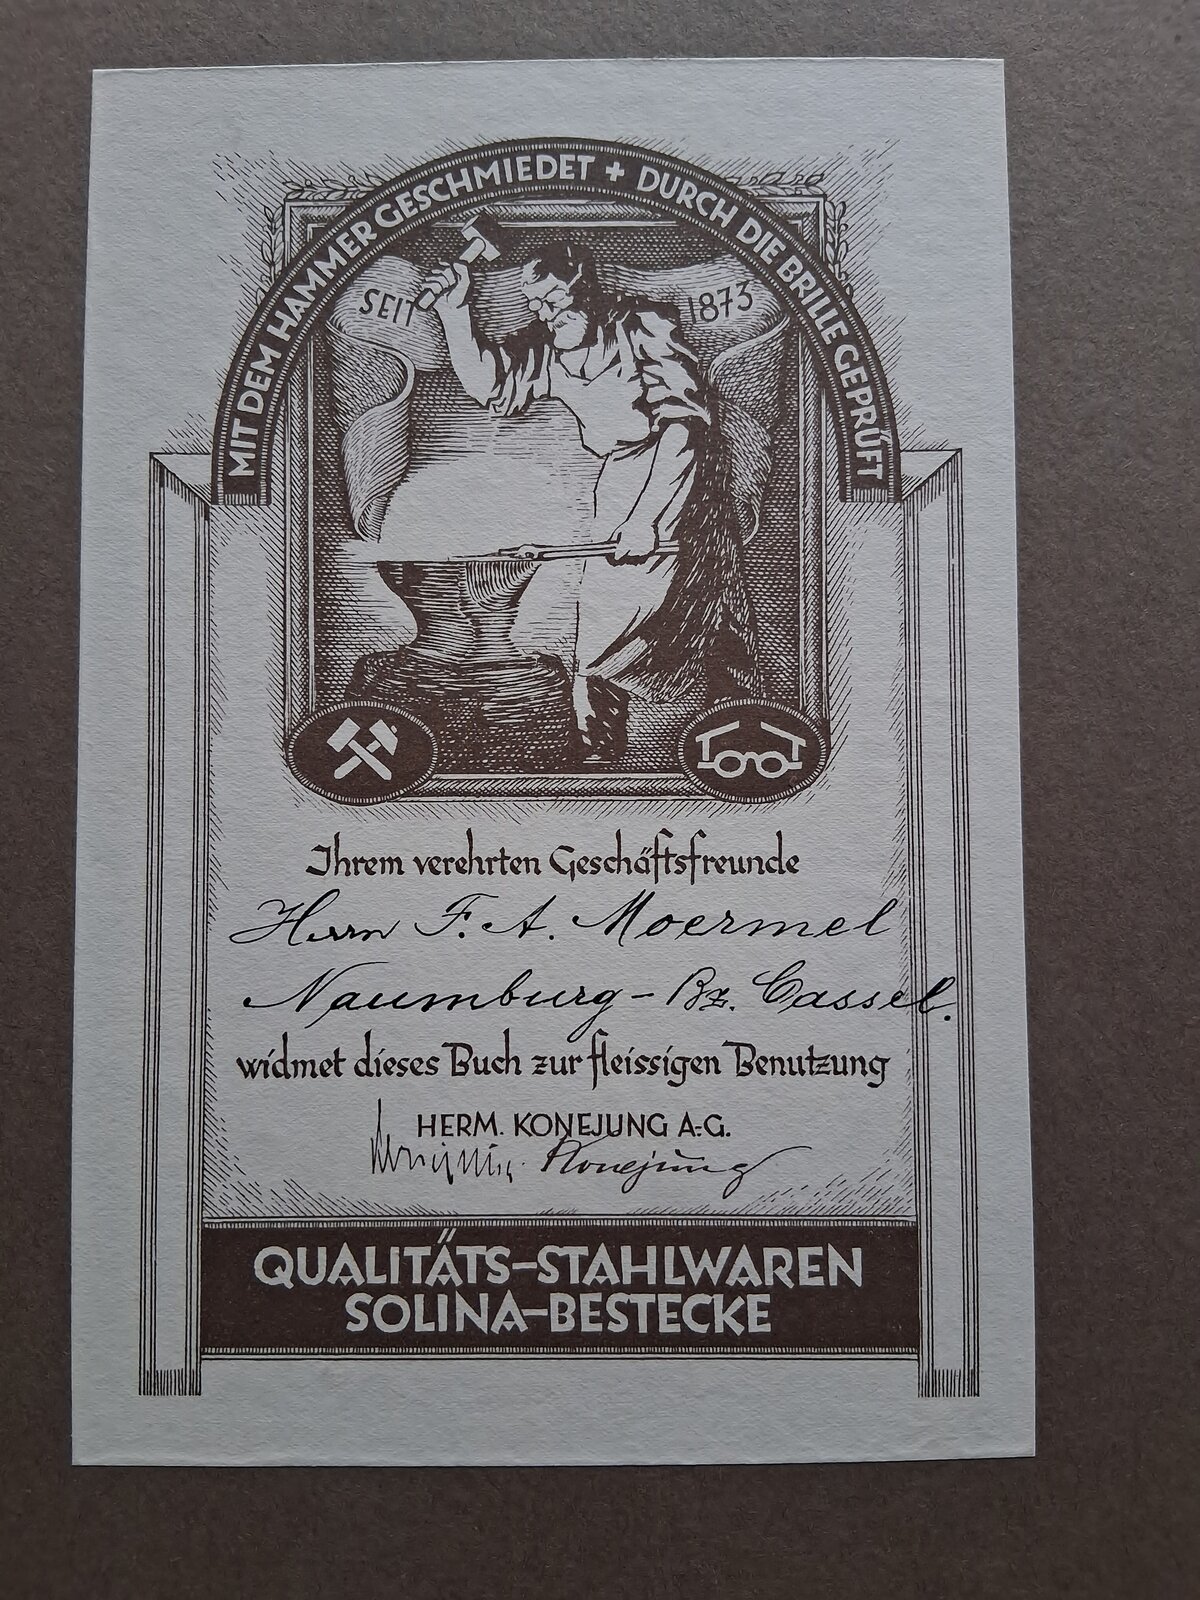 MIT DEM HAMMER GESCHMIEDET + DURCH DIE BRILLE GEPRÜFT
SEIT 1873
Ihrem verehrten Geschäftsfreunde
Herrn F. A. Moermel
Naumburg - Bz. Cassel.
widmet dieses Buch zur fleissigen Benutzung
HERM. KONEJUNG A.-G.
Konejung
QUALITÄTS-STAHLWAREN
SOLINA-BESTECKE